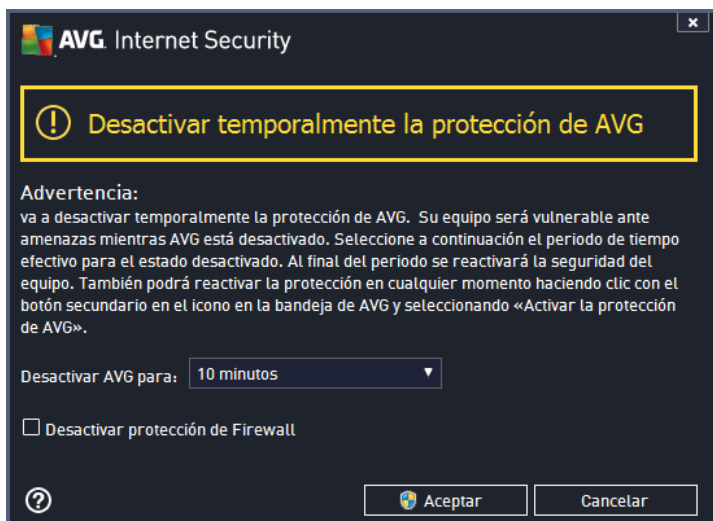 AVG. Internet Security
Desactivar temporalmente la protección de AVG
Advertencia:
va a desactivar temporalmente la protección de AVG. Su equipo será vulnerable ante
amenazas mientras AVG está desactivado. Seleccione a continuación el periodo de tiempo
efectivo para el estado desactivado. Al final del periodo se reactivará la seguridad del
equipo. También podrá reactivar la protección en cualquier momento haciendo clic con el
botón secundario en el icono en la bandeja de AVG y seleccionando «Activar la protección
de AVG».
Desactivar AVG para: 10 minutos
Desactivar protección de Firewall
Aceptar Cancelar